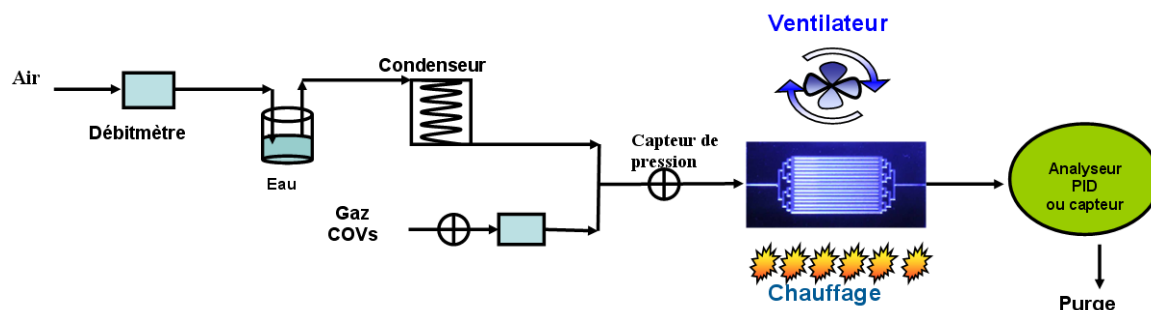 Ventilateur
Air
Condenseur
Débitmètre
Eau
Capteur de
pression
Analyseur
PID
ou capteur
Gaz
COVs
Chauffage
Purge